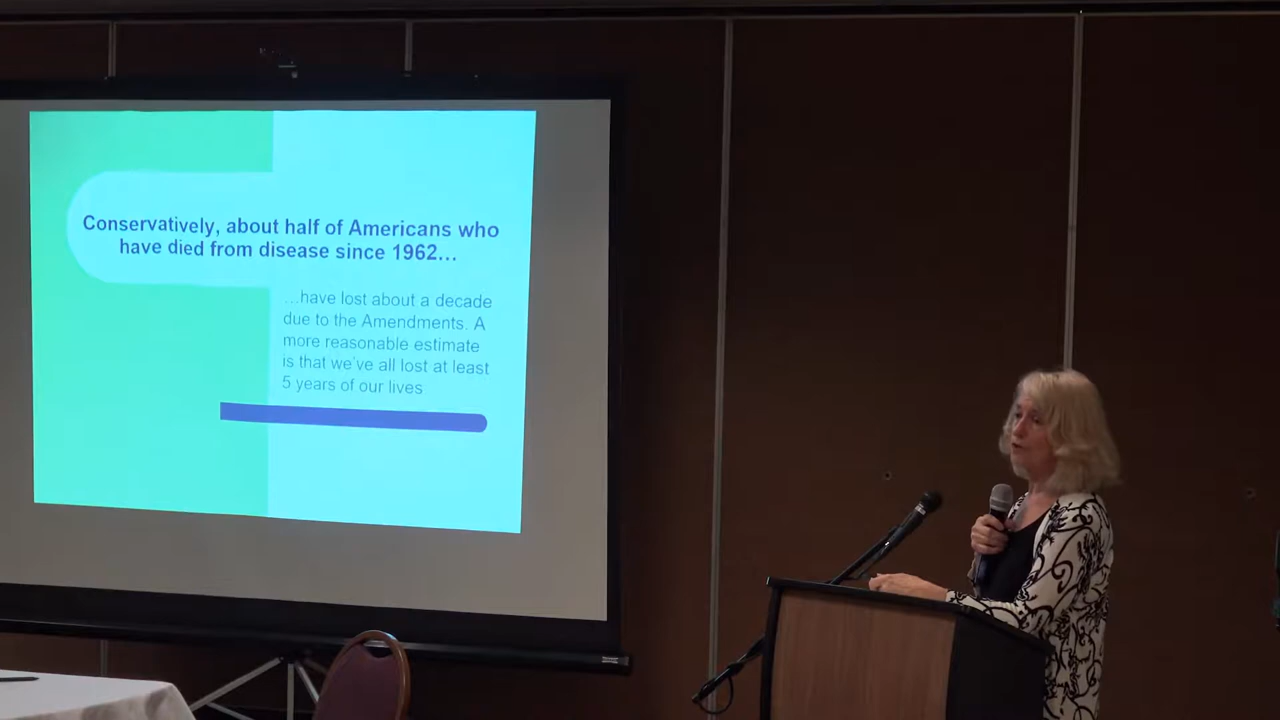 Conservatively, about half of Americans who
have died from disease since 1962…
…have lost about a decade
due to the Amendments. A
more reasonable estimate
is that we've all lost at least
5 years of our lives